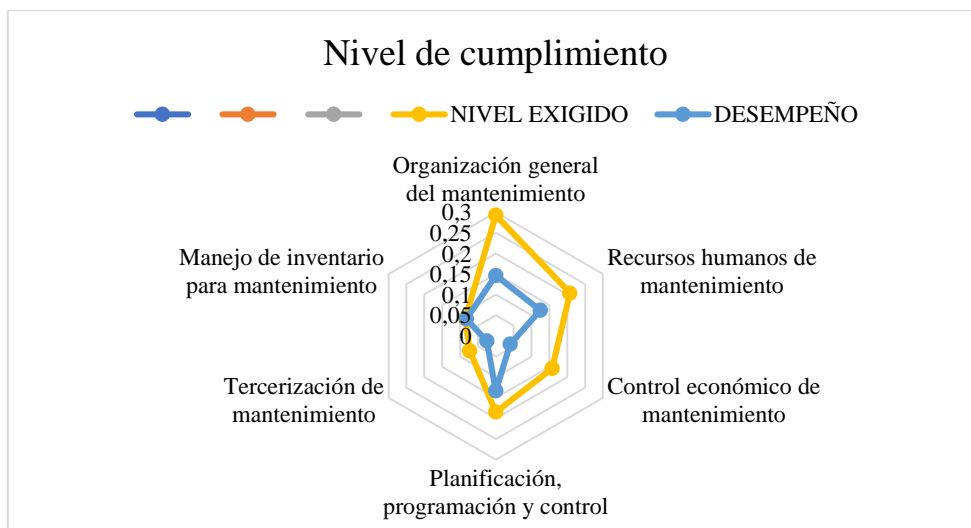 Nivel de cumplimiento
NIVEL EXIGIDO
DESEMPEÑO
Organización general
del mantenimiento
0,3
0,25
0,2
0,15
0,1
0,05
0
Recursos humanos de
mantenimiento
Control económico de
mantenimiento
Planificación,
programación y control
Tercerización de
mantenimiento
Manejo de inventario
para mantenimiento